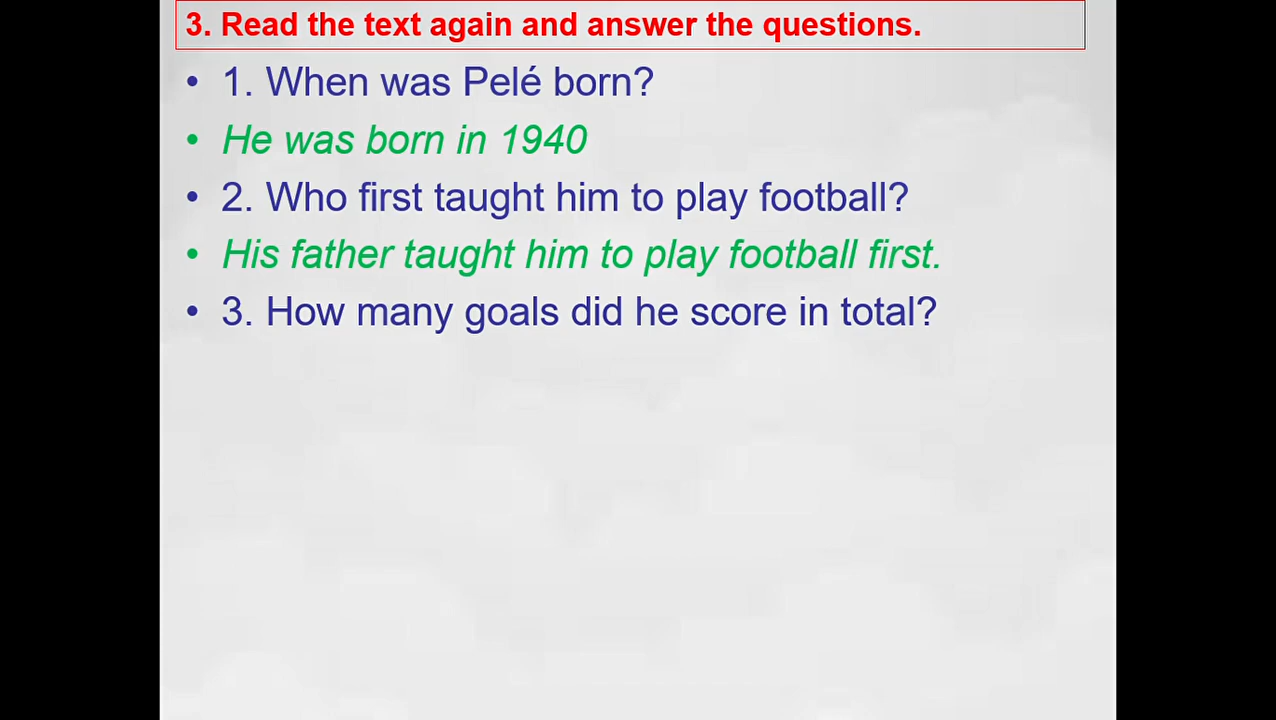 3. Read the text again and answer the questions.
• 1. When was Pelé born?
• He was born in 1940
• 2. Who first taught him to play football?
• His father taught him to play football first.
• 3. How many goals did he score in total?